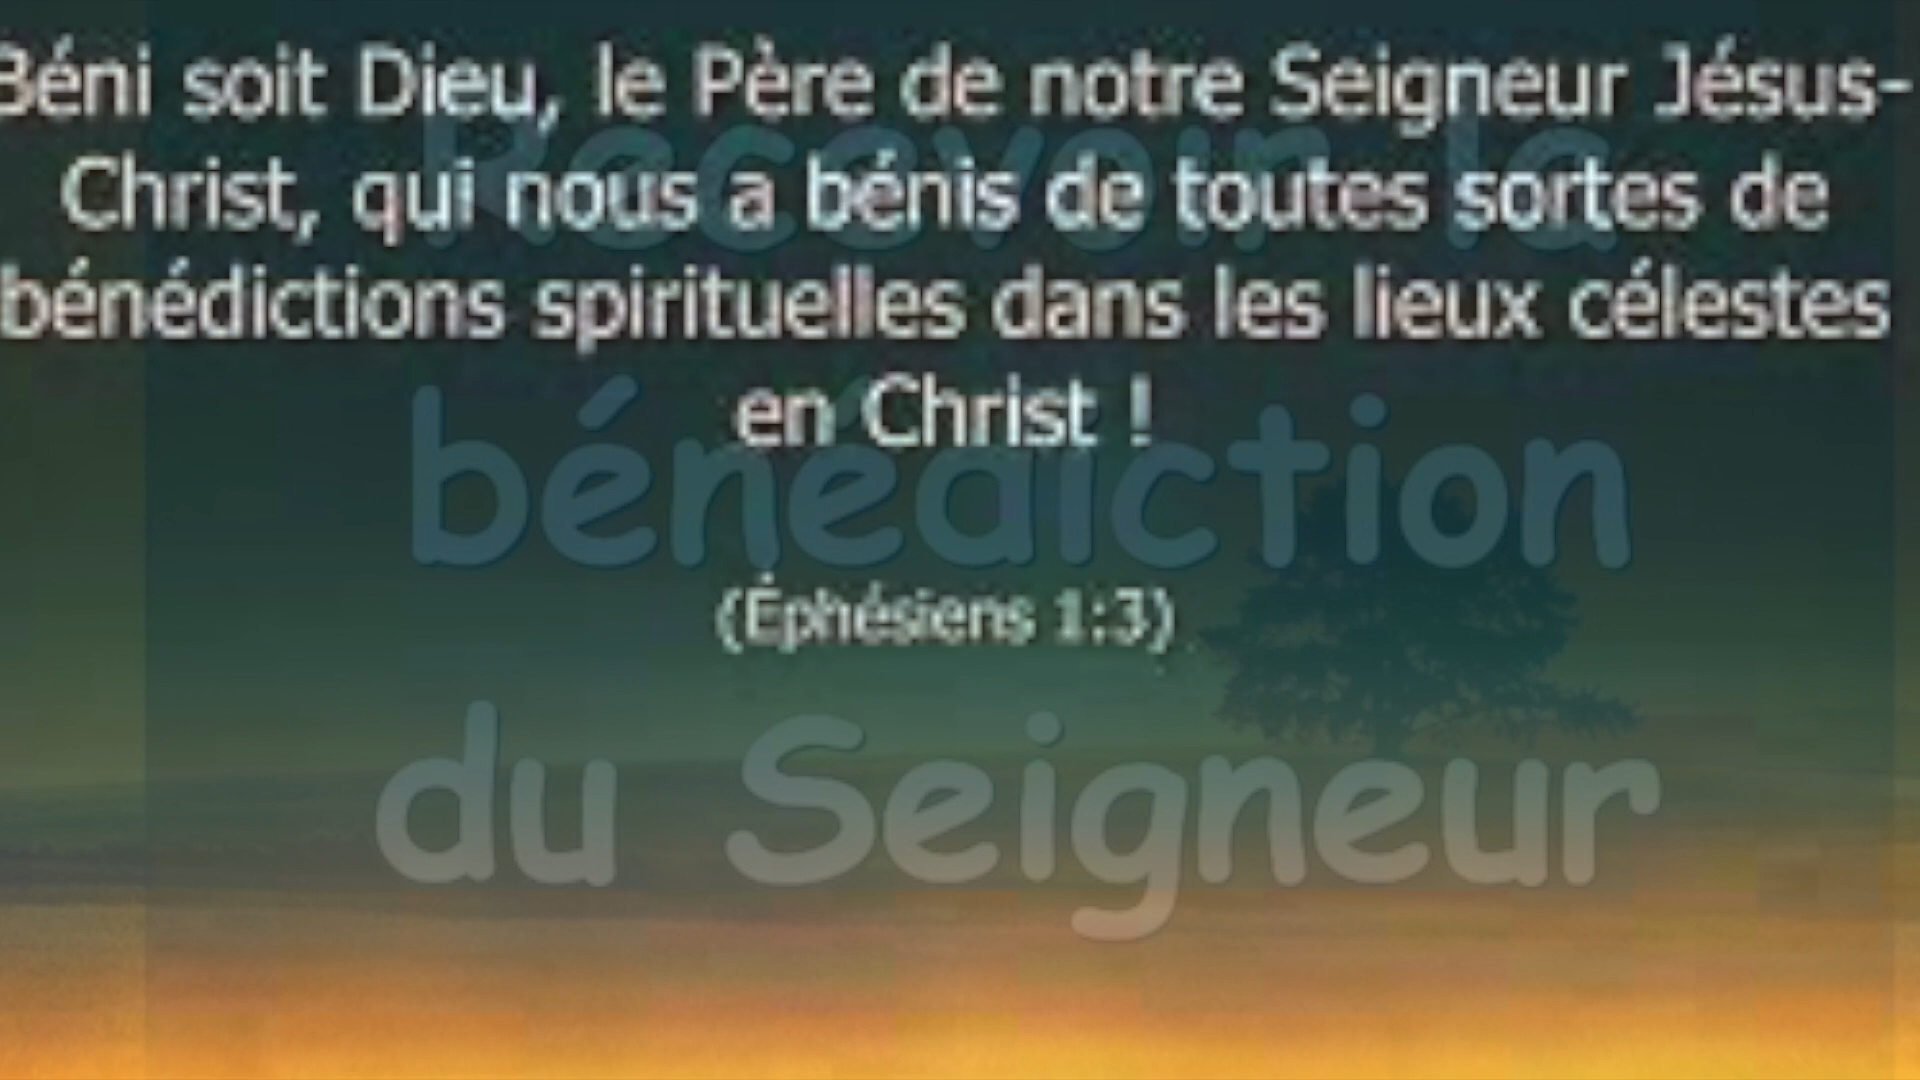 Béni soit Dieu, le Père de notre Seigneur Jésus-
Christ, qui nous a bénis de toutes sortes de
bénédictions spirituelles dans les lieux célestes
en Christ !
(Éphésiens 1:3)
Recevoir la
bénédiction
du Seigneur